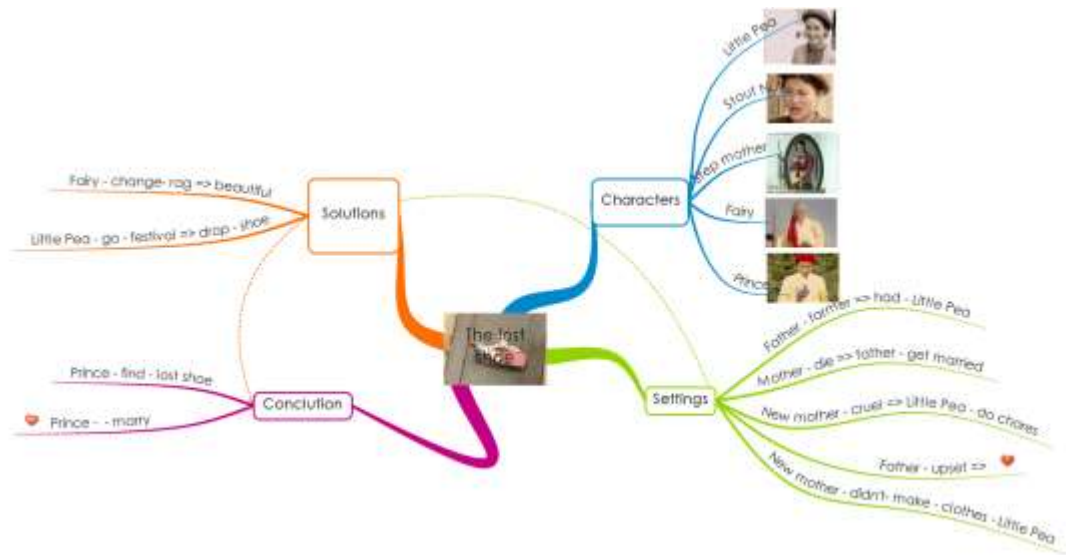 The lost
shoe
Characters
Little Pea
Stout
Step mother
Fairy
Prince
Settings
Father - farmer => had - Little Pea
Mother - die => father - get married
New mother - cruel => Little Pea - do chores
Father - upset =>
New mother - didn't- make - clothes - Little Pea
Solutions
Fairy - change- rag => beautiful
Little Pea - go - festival => drop - shoe
Conclution
Prince - find - lost shoe
Prince - - marry